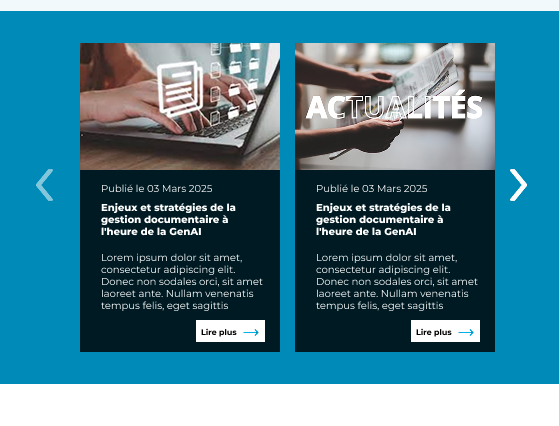 Publié le 03 Mars 2025
Enjeux et stratégies de la
gestion documentaire à
l'heure de la GenAI
Lorem ipsum dolor sit amet,
consectetur adipiscing elit.
Donec non sodales orci, sit amet
laoreet ante. Nullam venenatis
tempus felis, eget sagittis
Lire plus
ACTUALITÉS
Publié le 03 Mars 2025
Enjeux et stratégies de la
gestion documentaire à
l'heure de la GenAI
Lorem ipsum dolor sit amet,
consectetur adipiscing elit.
Donec non sodales orci, sit amet
laoreet ante. Nullam venenatis
tempus felis, eget sagittis
Lire plus